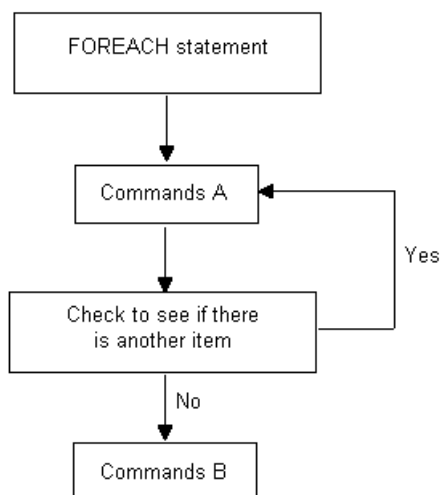 FOREACH statement
Commands A
Yes
Check to see if there
is another item
No
Commands B